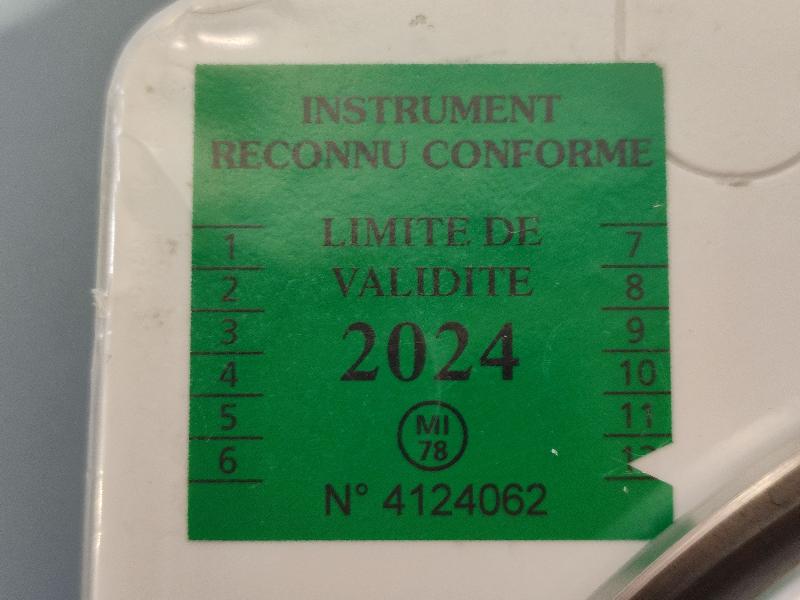 INSTRUMENT
RECONNU CONFORME
LIMITE DE
VALIDITE
2024
MI
78
N° 4124062
1
2
3
4
5
6
7
8
9
10
11
12